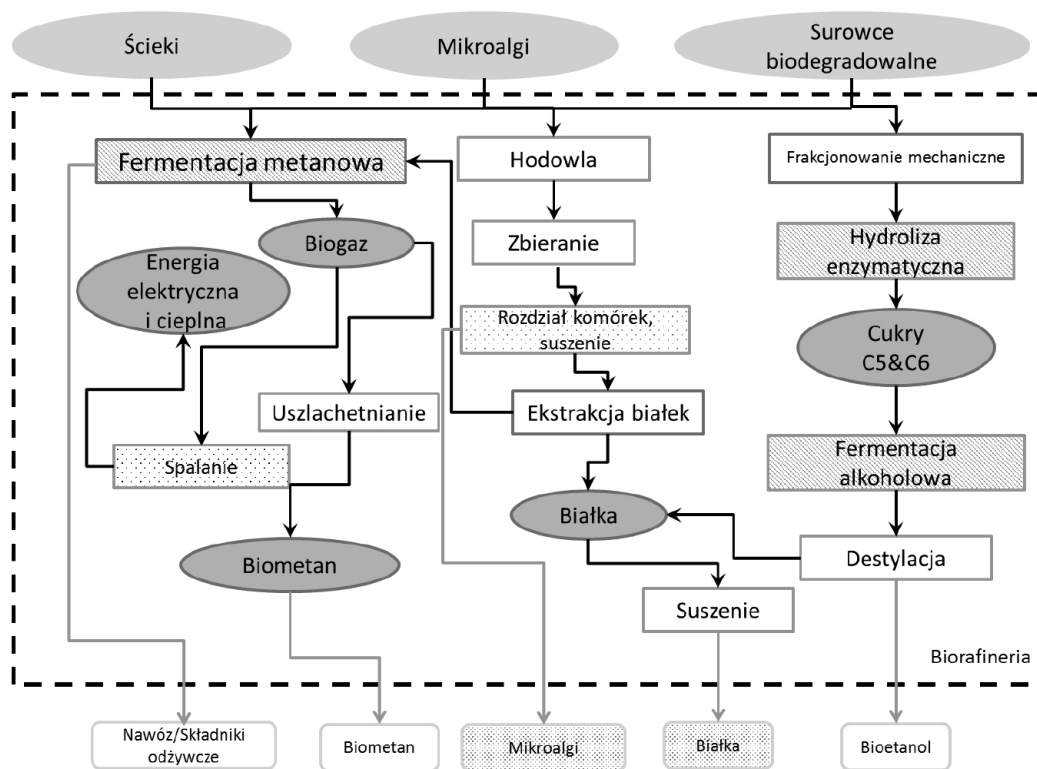 Ścieki
Mikroalgi
Surowce
biodegradowalne
Fermentacja metanowa
Hodowla
Frakcjonowanie mechaniczne
Biogaz
Zbieranie
Hydroliza
enzymatyczna
Energia
elektryczna
i cieplna
Rozdział komórek,
suszenie
Cukry
C5&C6
Uszlachetnianie
Ekstrakcja białek
Spalanie
Fermentacja
alkoholowa
Białka
Biometan
Destylacja
Suszenie
Biorafineria
Nawóz/Składniki
odżywcze
Biometan
Mikroalgi
Białka
Bioetanol